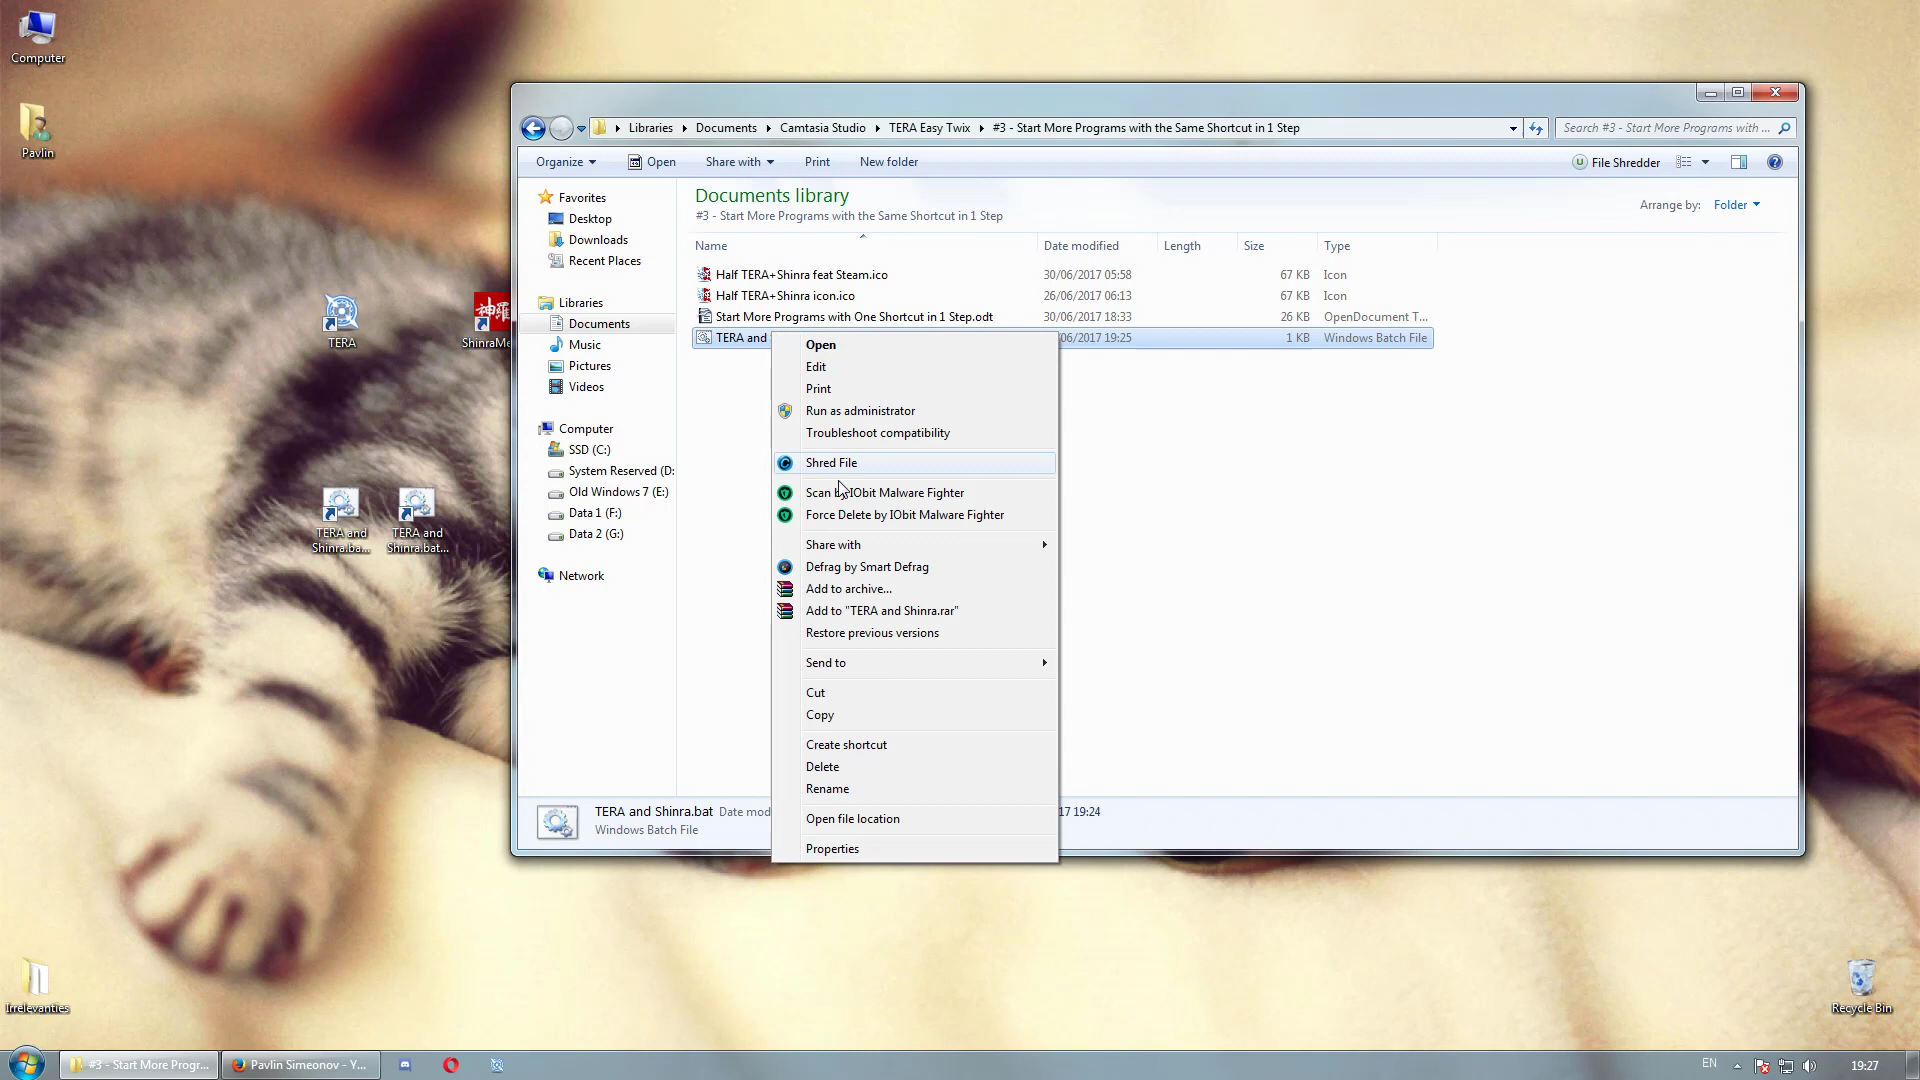 Computer
Pavlin
TERA
神羅
ShinraMe
TERA and
Shinra.ba...
TERA and
Shinra.bat...
Irrelevanties
Recycle Bin
Libraries
Documents
Camtasia Studio
TERA Easy Twix
#3 - Start More Programs with the Same Shortcut in 1 Step
Search #3 - Start More Programs with ...
Organize
Open
Share with
Print
New folder
File Shredder
Favorites
Desktop
Downloads
Recent Places
Libraries
Documents
Music
Pictures
Videos
Computer
SSD (C:)
System Reserved (D:
Old Windows 7 (E:)
Data 1 (F:)
Data 2 (G:)
Network
Documents library
#3 - Start More Programs with the Same Shortcut in 1 Step
Arrange by: Folder
Name Date modified Length Size Type
Half TERA+Shinra feat Steam.ico 30/06/2017 05:58 67 KB Icon
Half TERA+Shinra icon.ico 26/06/2017 06:13 67 KB Icon
Start More Programs with One Shortcut in 1 Step.odt 30/06/2017 18:33 26 KB OpenDocument T...
TERA and 06/2017 19:25 1 KB Windows Batch File
Open
Edit
Print
Run as administrator
Troubleshoot compatibility
Shred File
Scan by IObit Malware Fighter
Force Delete by IObit Malware Fighter
Share with
Defrag by Smart Defrag
Add to archive...
Add to "TERA and Shinra.rar"
Restore previous versions
Send to
Cut
Copy
Create shortcut
Delete
Rename
Open file location
Properties
TERA and Shinra.bat Date mod 17 19:24
Windows Batch File
#3 - Start More Progr...
Pavlin Simeonov - Y...
EN
19:27